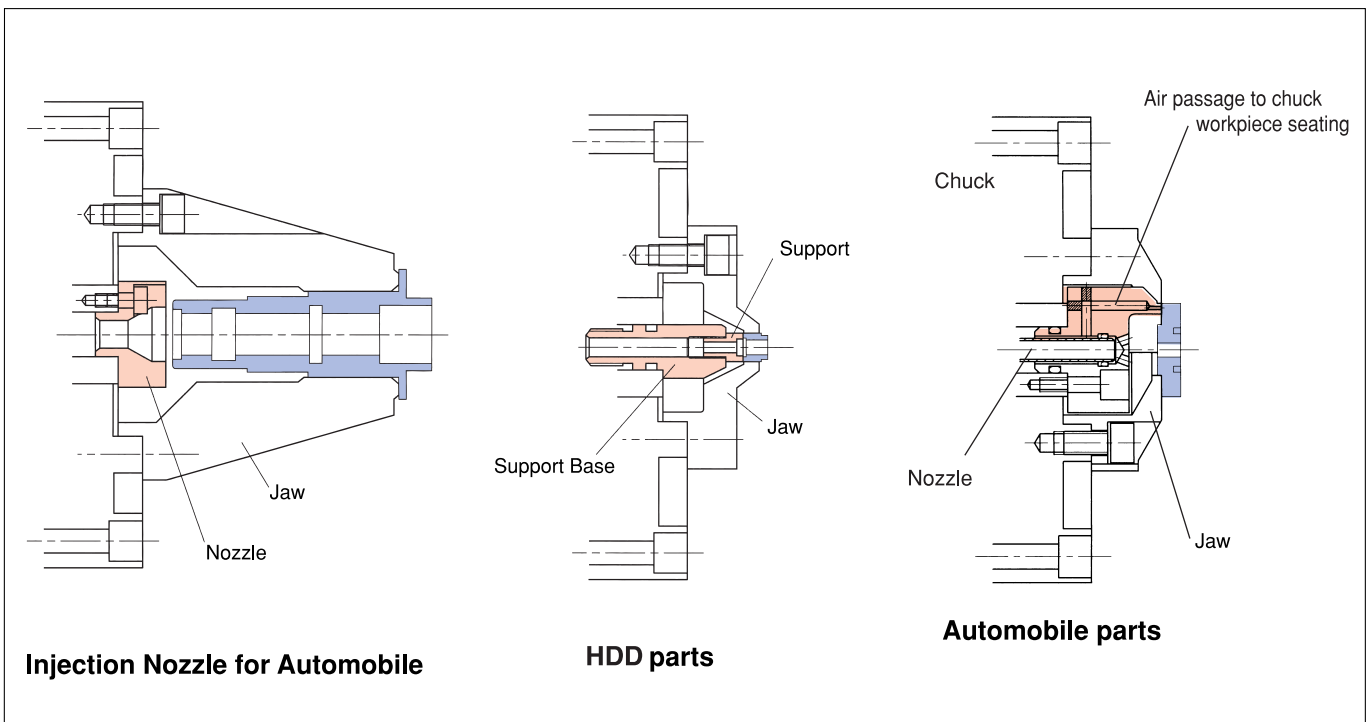 Jaw
Nozzle
Injection Nozzle for Automobile
Support
Jaw
Support Base
HDD parts
Air passage to chuck
workpiece seating
Chuck
Nozzle
Jaw
Automobile parts